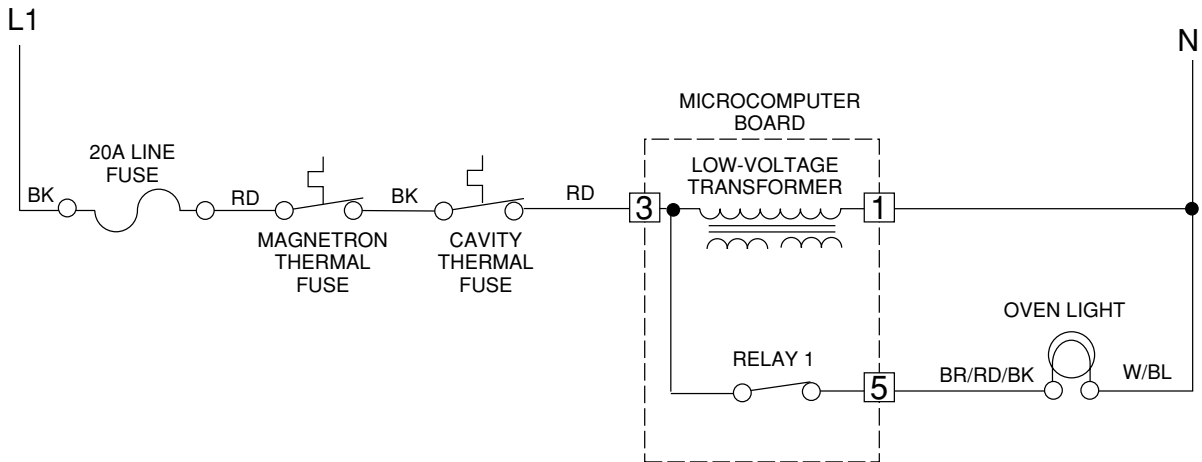 L1
N
MICROCOMPUTER
BOARD
20A LINE
FUSE
LOW-VOLTAGE
TRANSFORMER
BK
RD
BK
RD
3
1
MAGNETRON
THERMAL
FUSE
CAVITY
THERMAL
FUSE
OVEN LIGHT
RELAY 1
5
BR/RD/BK
W/BL